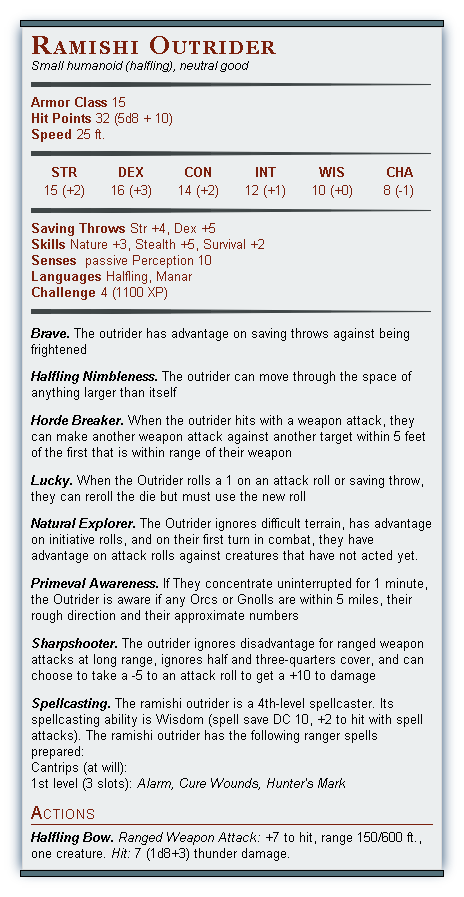 Ramishi Outrider
Small humanoid (halfling), neutral good
Armor Class 15
Hit Points 32 (5d8 + 10)
Speed 25 ft.
STR DEX CON INT WIS CHA
15 (+2) 16 (+3) 14 (+2) 12 (+1) 10 (+0) 8 (-1)
Saving Throws Str +4, Dex +5
Skills Nature +3, Stealth +5, Survival +2
Senses passive Perception 10
Languages Halfling, Manar
Challenge 4 (1100 XP)
Brave. The outrider has advantage on saving throws against being
frightened
Halfling Nimbleness. The outrider can move through the space of
anything larger than itself
Horde Breaker. When the outrider hits with a weapon attack, they
can make another weapon attack against another target within 5 feet
of the first that is within range of their weapon
Lucky. When the Outrider rolls a 1 on an attack roll or saving throw,
they can reroll the die but must use the new roll
Natural Explorer. The Outrider ignores difficult terrain, has advantage
on initiative rolls, and on their first turn in combat, they have
advantage on attack rolls against creatures that have not acted yet.
Primeval Awareness. If They concentrate uninterrupted for 1 minute,
the Outrider is aware if any Orcs or Gnolls are within 5 miles, their
rough direction and their approximate numbers
Sharpshooter. The outrider ignores disadvantage for ranged weapon
attacks at long range, ignores half and three-quarters cover, and can
choose to take a -5 to an attack roll to get a +10 to damage
Spellcasting. The ramishi outrider is a 4th-level spellcaster. Its
spellcasting ability is Wisdom (spell save DC 10, +2 to hit with spell
attacks). The ramishi outrider has the following ranger spells
prepared:
Cantrips (at will):
1st level (3 slots): Alarm, Cure Wounds, Hunter's Mark
Actions
Halfling Bow. Ranged Weapon Attack: +7 to hit, range 150/600 ft.,
one creature. Hit: 7 (1d8+3) thunder damage.